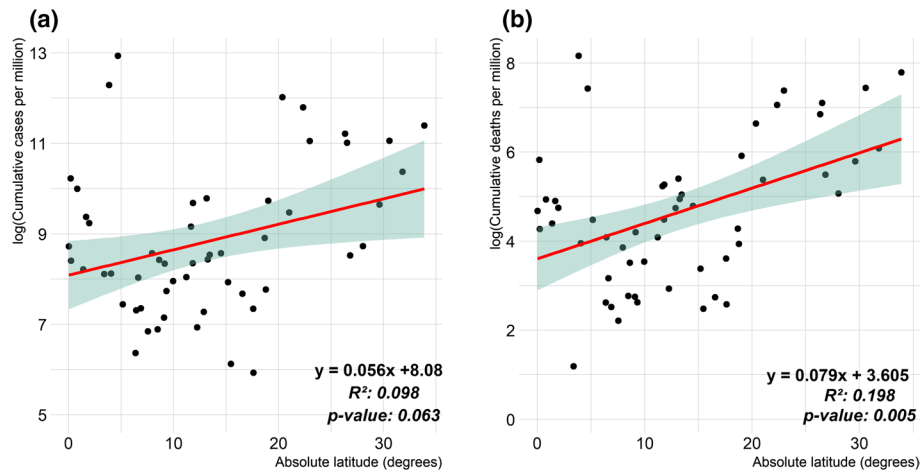 (a)
log(Cumulative cases per million)
13
11
9
7
5
y = 0.056x +8.08
R²: 0.098
p-value: 0.063
0 10 20 30
Absolute latitude (degrees)
(b)
log(Cumulative deaths per million)
8
6
4
2
0
y = 0.079x + 3.605
R²: 0.198
p-value: 0.005
0 10 20 30
Absolute latitude (degrees)